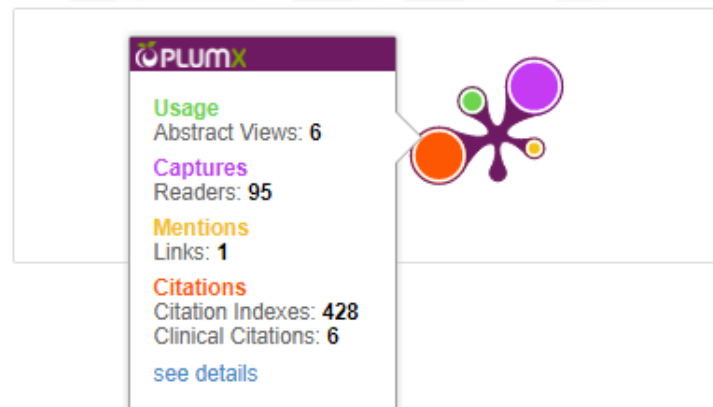 PLUMX
Usage
Abstract Views: 6
Captures
Readers: 95
Mentions
Links: 1
Citations
Citation Indexes: 428
Clinical Citations: 6
see details